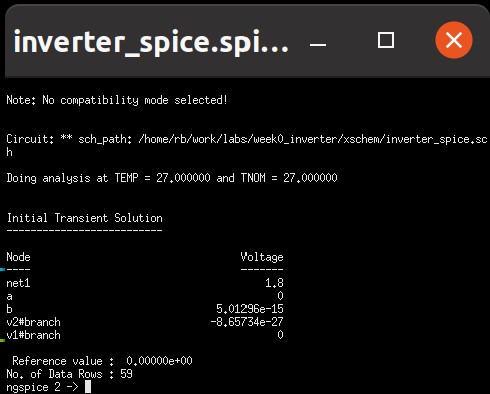 inverter_spice.spi...
Note: No compatibility mode selected!
Circuit: ** sch_path: /home/rb/work/labs/week0_inverter/xschem/inverter_spice.sc
h
Doing analysis at TEMP = 27.000000 and TNOM = 27.000000
Initial Transient Solution
--------------------------
Node Voltage
---- -------
net1 1.8
a 0
b 5.01296e-15
v2#branch -8.65734e-27
v1#branch 0
Reference value : 0.00000e+00
No. of Data Rows : 59
ngspice 2 ->